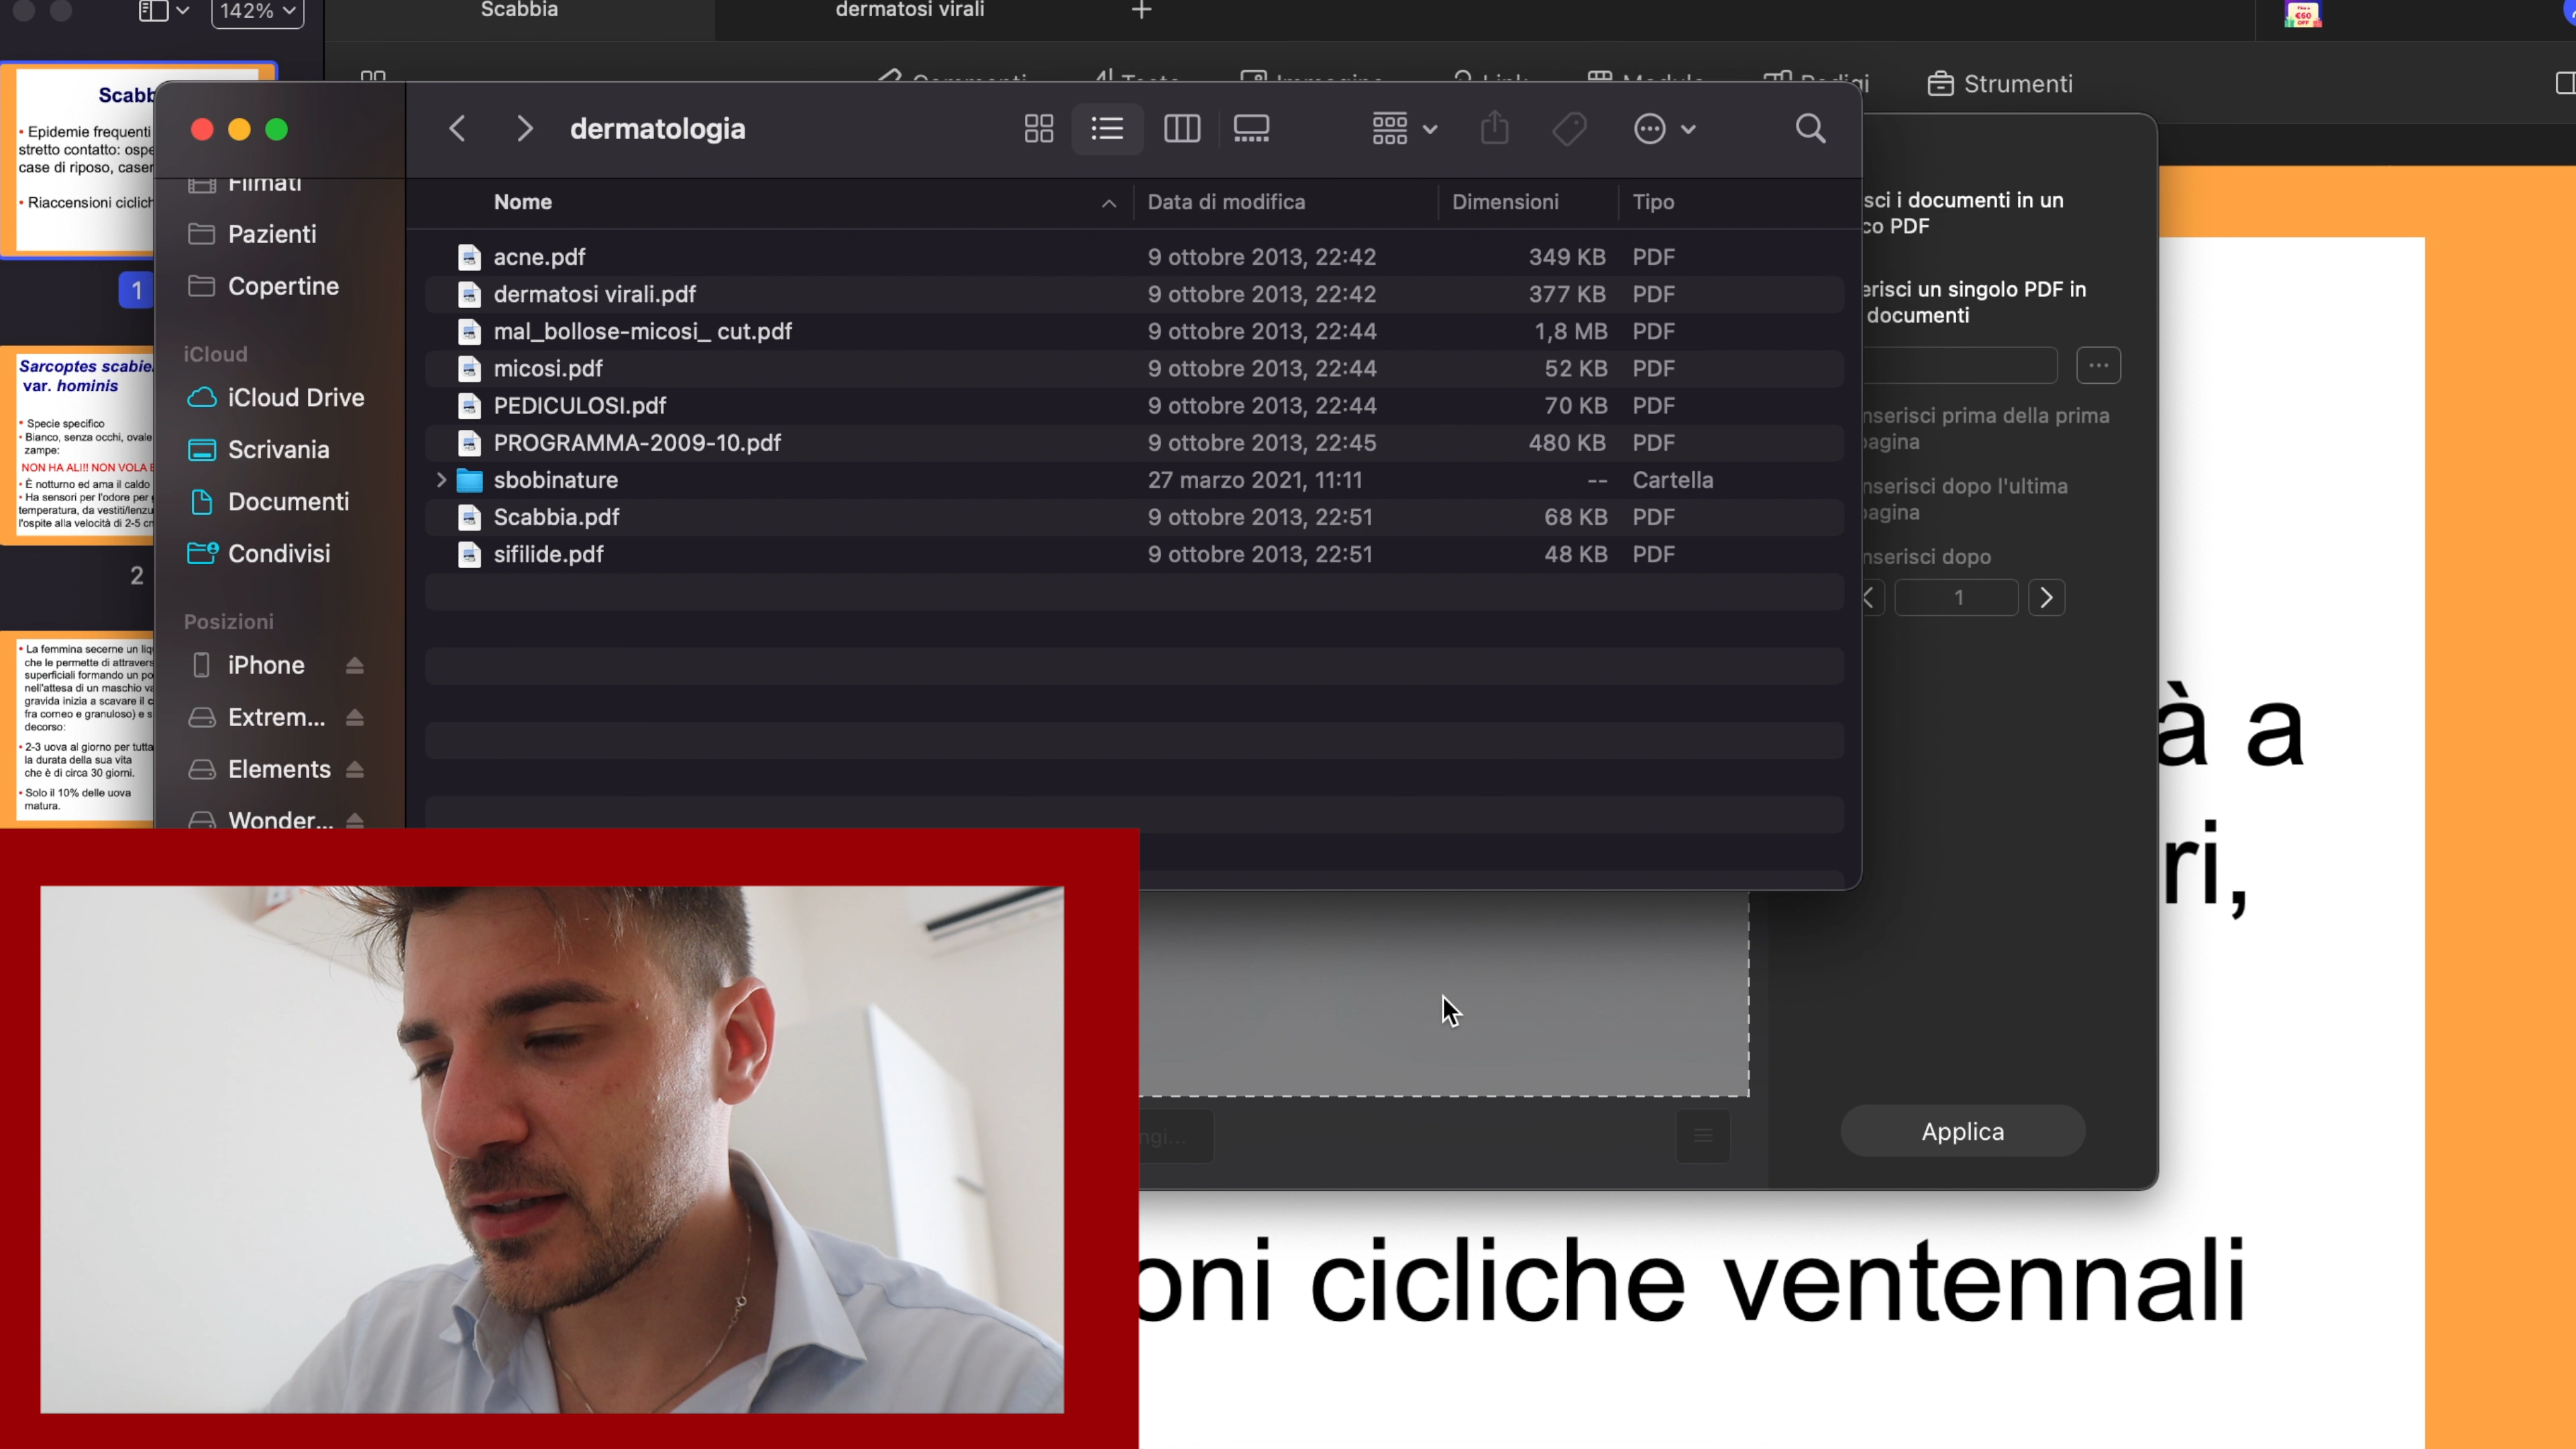 142%
Scabbia
dermatosi virali
Fino a
€60
OFF
Commenti
Testo
Immagine
Link
Modulo
Redigi
Strumenti
Epidemie frequenti
stretto contatto:
case di riposo,
Riaccensioni
1
Sarcoptes
var. hominis
Specie specifico
Bianco, senza occhi, ovale
zampe:
NON HA ALI!! NON VOLA
È notturno ed ama il caldo
Ha sensori per l'odore per
temperatura, da
l'ospite alla velocità di 2-5
2
La femmina secerne un
che le permette di
superficiali formando un
nell'attesa di un maschio
gravida inizia a scavare il
fra corneo e granuloso) e
decorso:
2-3 uova al giorno per tutta
la durata della sua vita
che è di circa 30 giorni.
Solo il 10% delle uova
matura.
dermatologia
Filmati
Pazienti
Copertine
iCloud
iCloud Drive
Scrivania
Documenti
Condivisi
Posizioni
iPhone
Extrem...
Elements
Wonder...
Nome Data di modifica Dimensioni Tipo
acne.pdf 9 ottobre 2013, 22:42 349 KB PDF
dermatosi virali.pdf 9 ottobre 2013, 22:42 377 KB PDF
mal_bollose-micosi_ cut.pdf 9 ottobre 2013, 22:44 1,8 MB PDF
micosi.pdf 9 ottobre 2013, 22:44 52 KB PDF
PEDICULOSI.pdf 9 ottobre 2013, 22:44 70 KB PDF
PROGRAMMA-2009-10.pdf 9 ottobre 2013, 22:45 480 KB PDF
sbobinature 27 marzo 2021, 11:11 -- Cartella
Scabbia.pdf 9 ottobre 2013, 22:51 68 KB PDF
sifilide.pdf 9 ottobre 2013, 22:51 48 KB PDF
sci i documenti in un
co PDF
erisci un singolo PDF in
documenti
nserisci prima della prima
pagina
nserisci dopo l'ultima
pagina
nserisci dopo
1
Applica
à a
ri,
oni cicliche ventennali